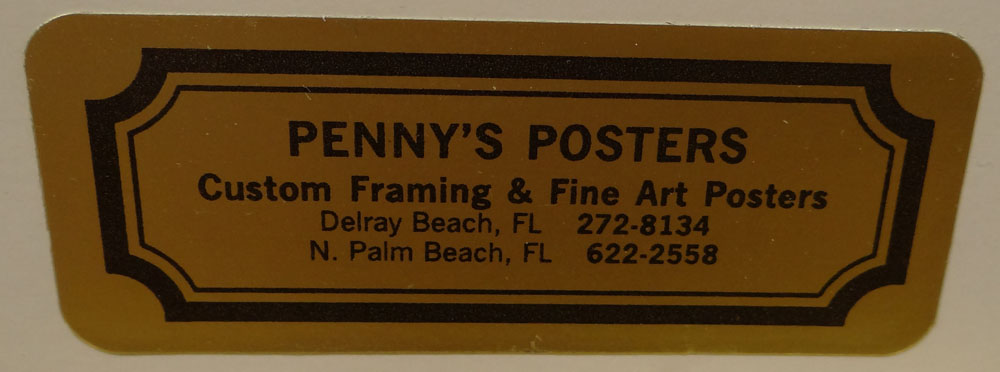 PENNY'S POSTERS
Custom Framing & Fine Art Posters
Delray Beach, FL 272-8134
N. Palm Beach, FL 622-2558